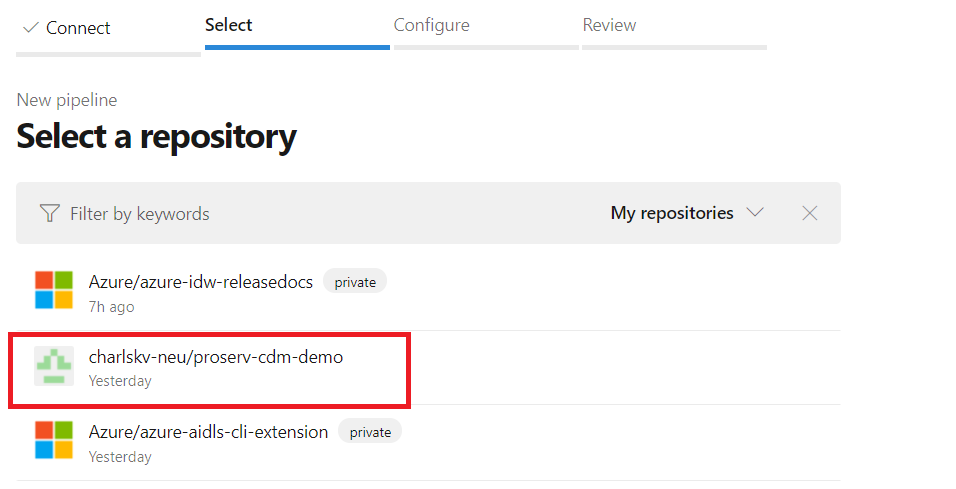 Connect Select Configure Review
New pipeline
Select a repository
Filter by keywords My repositories
Azure/azure-idw-releasedocs private
7h ago
charlskv-neu/proserv-cdm-demo
Yesterday
Azure/azure-aidls-cli-extension private
Yesterday